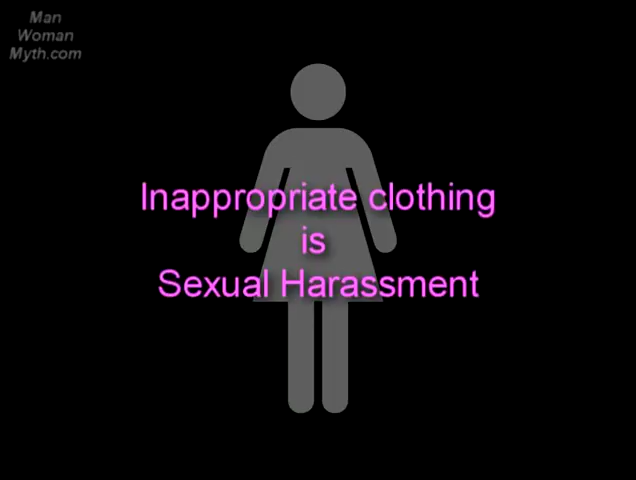 Man
Woman
Myth.com
Inappropriate clothing
is
Sexual Harassment